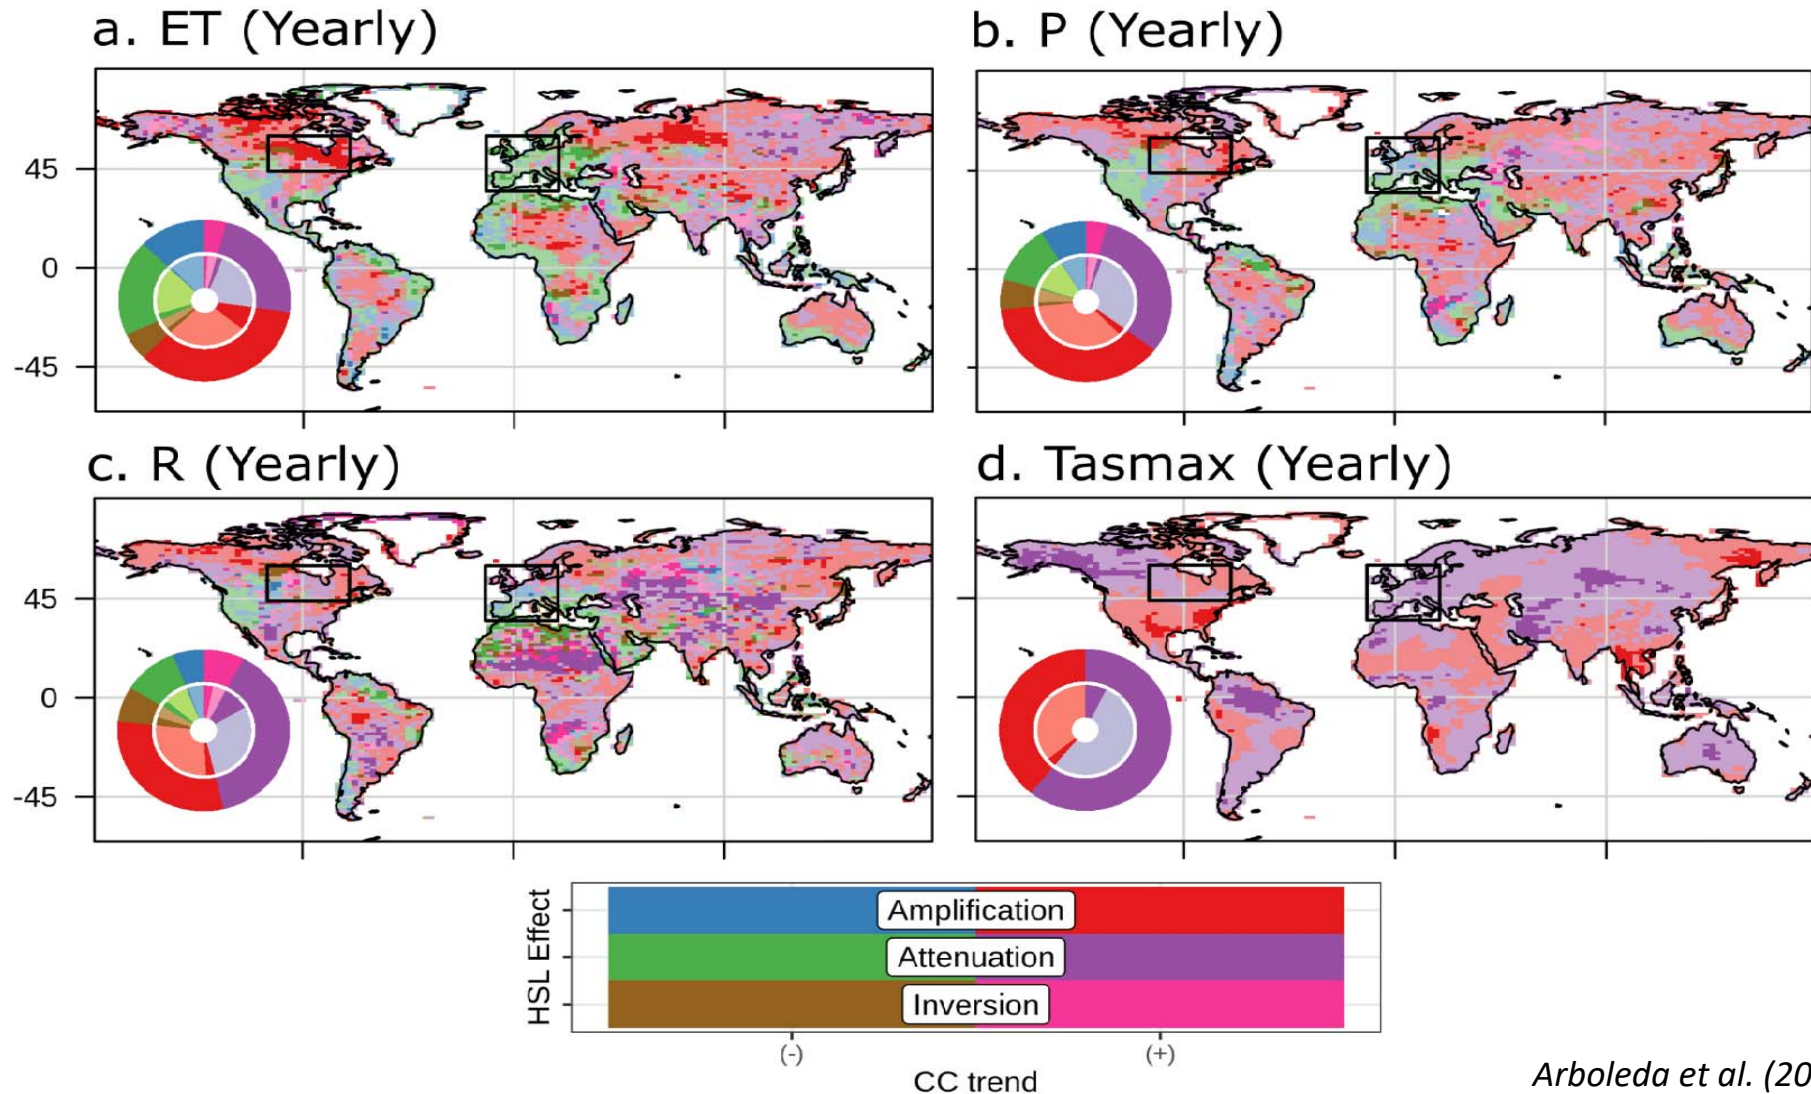 a. ET (Yearly)
b. P (Yearly)
45
0
-45
c. R (Yearly)
d. Tasmax (Yearly)
45
0
-45
HSL Effect
Amplification
Attenuation
Inversion
(-)
(+)
CC trend
Arboleda et al. (20